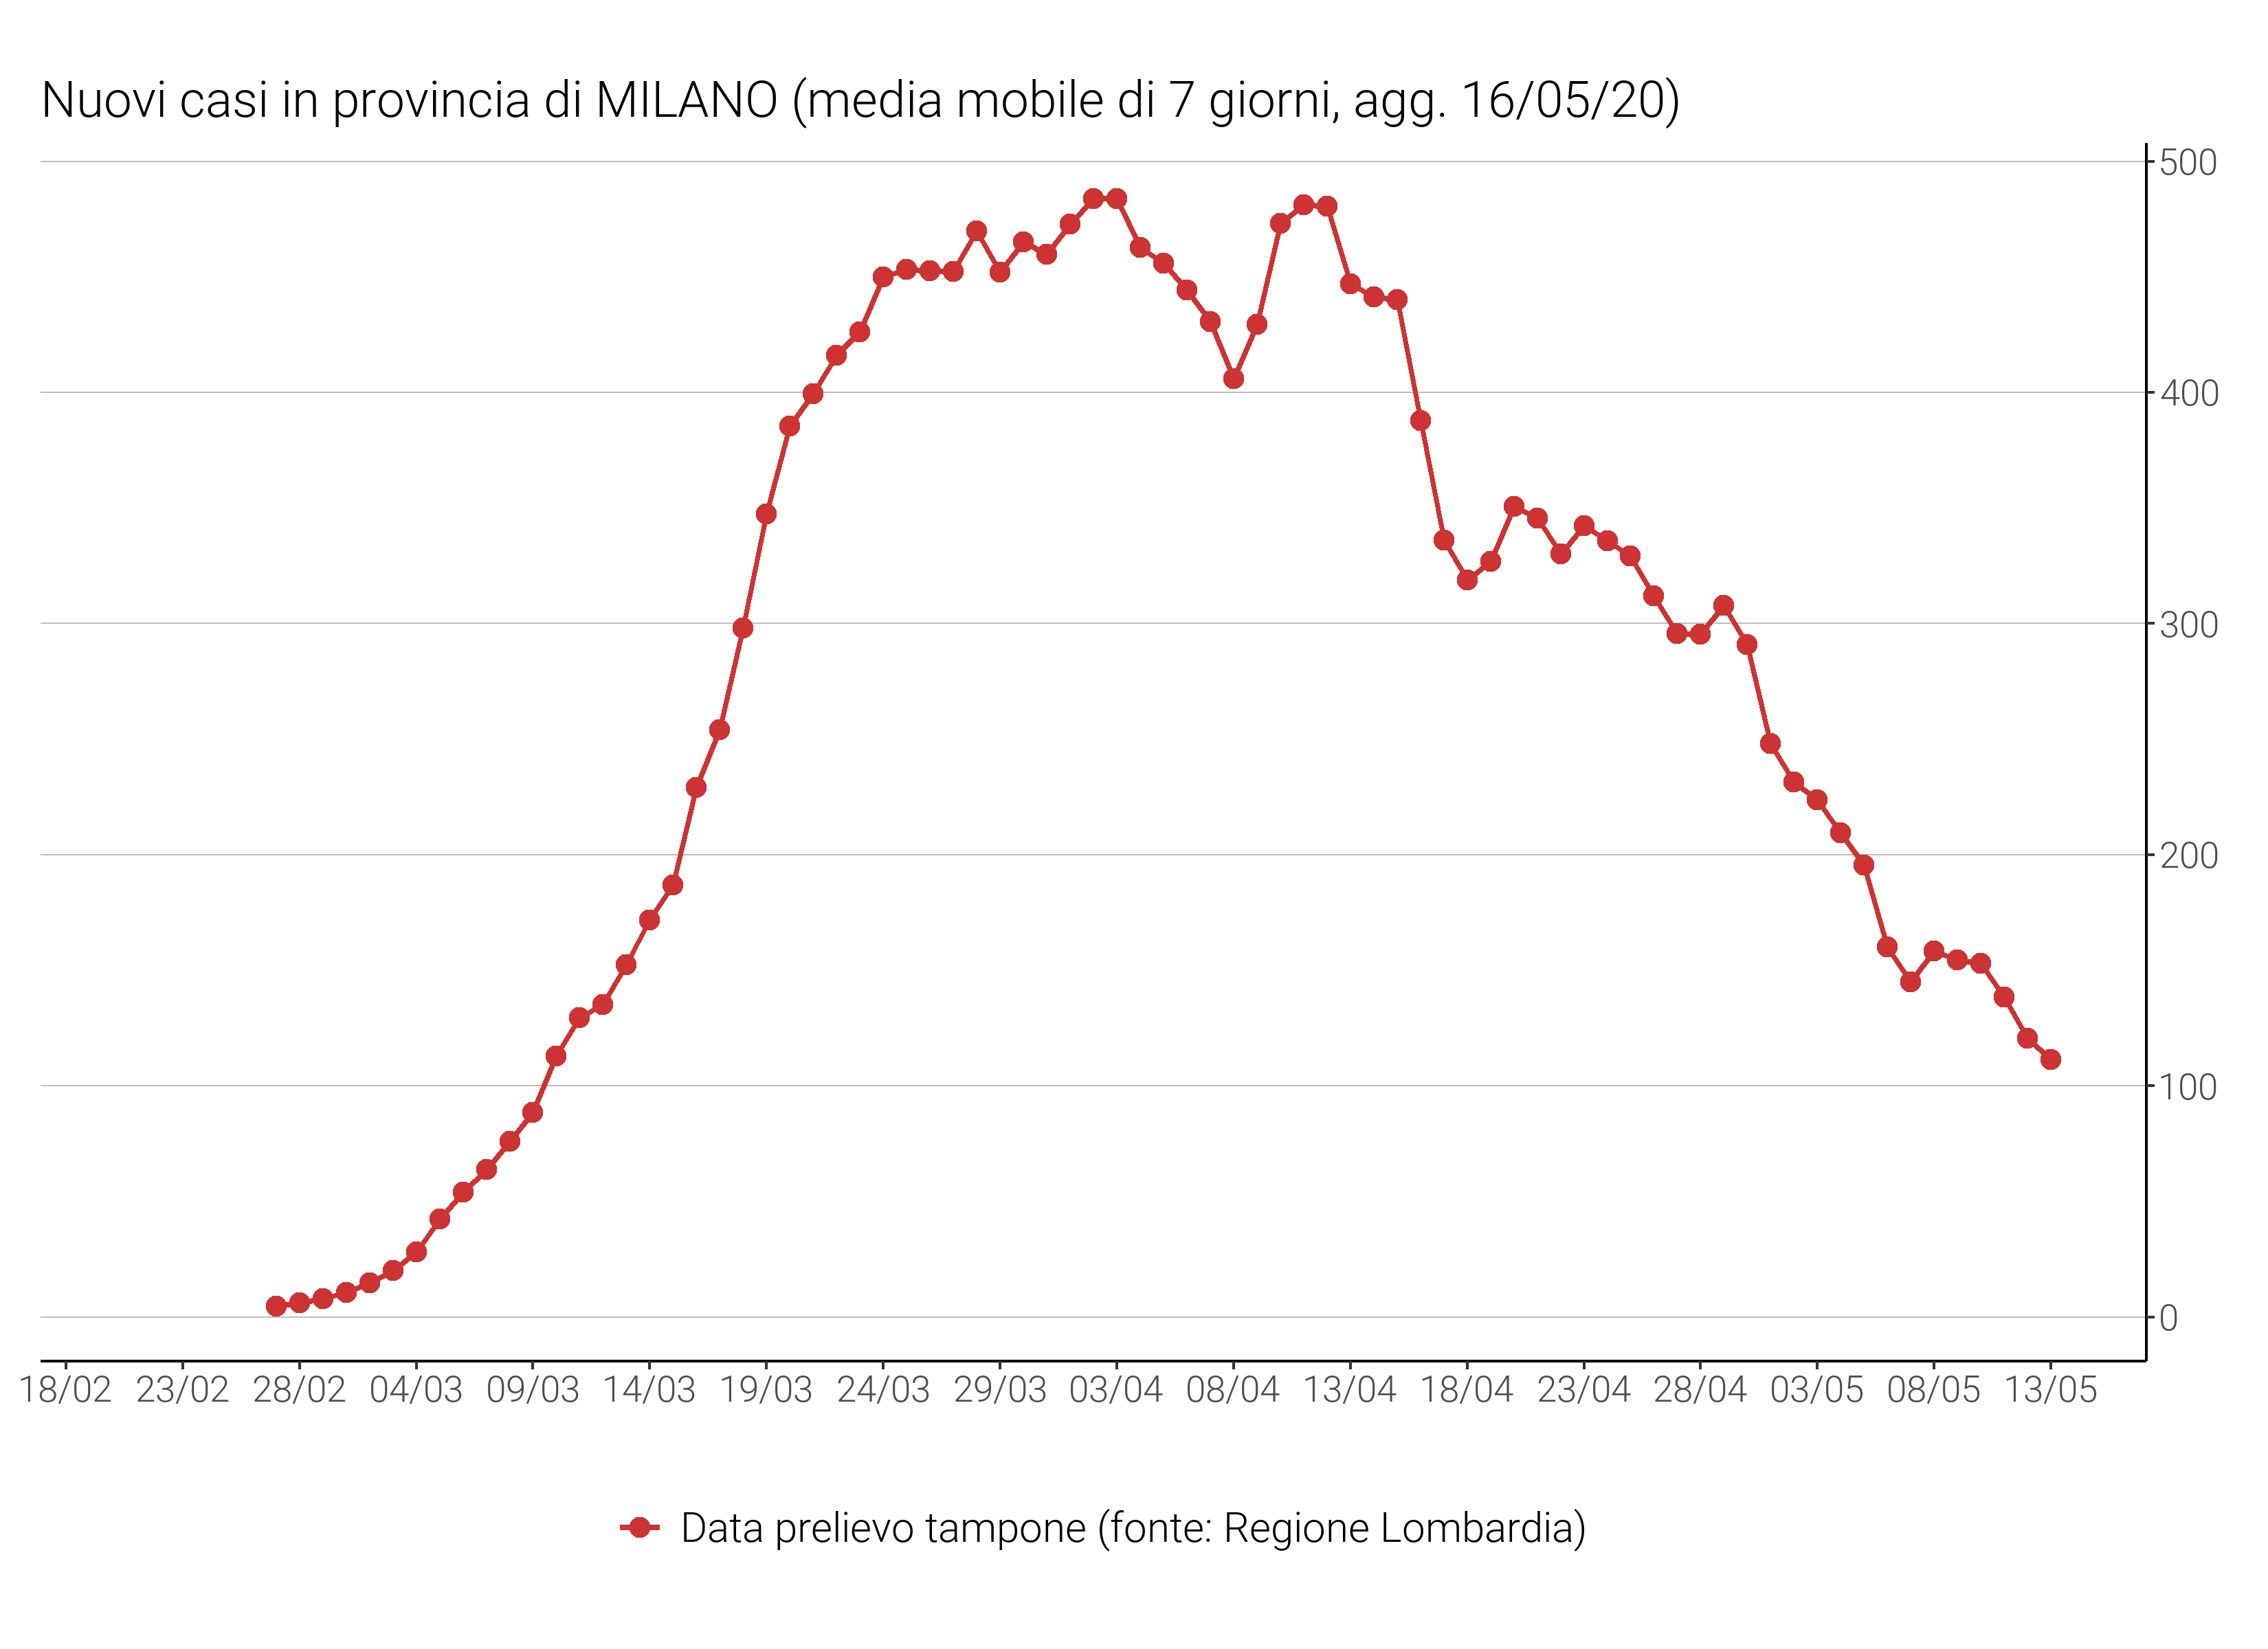 Nuovi casi in provincia di MILANO (media mobile di 7 giorni, agg. 16/05/20)
500
400
300
200
100
0
18/02 23/02 28/02 04/03 09/03 14/03 19/03 24/03 29/03 03/04 08/04 13/04 18/04 23/04 28/04 03/05 08/05 13/05
Data prelievo tampone (fonte: Regione Lombardia)